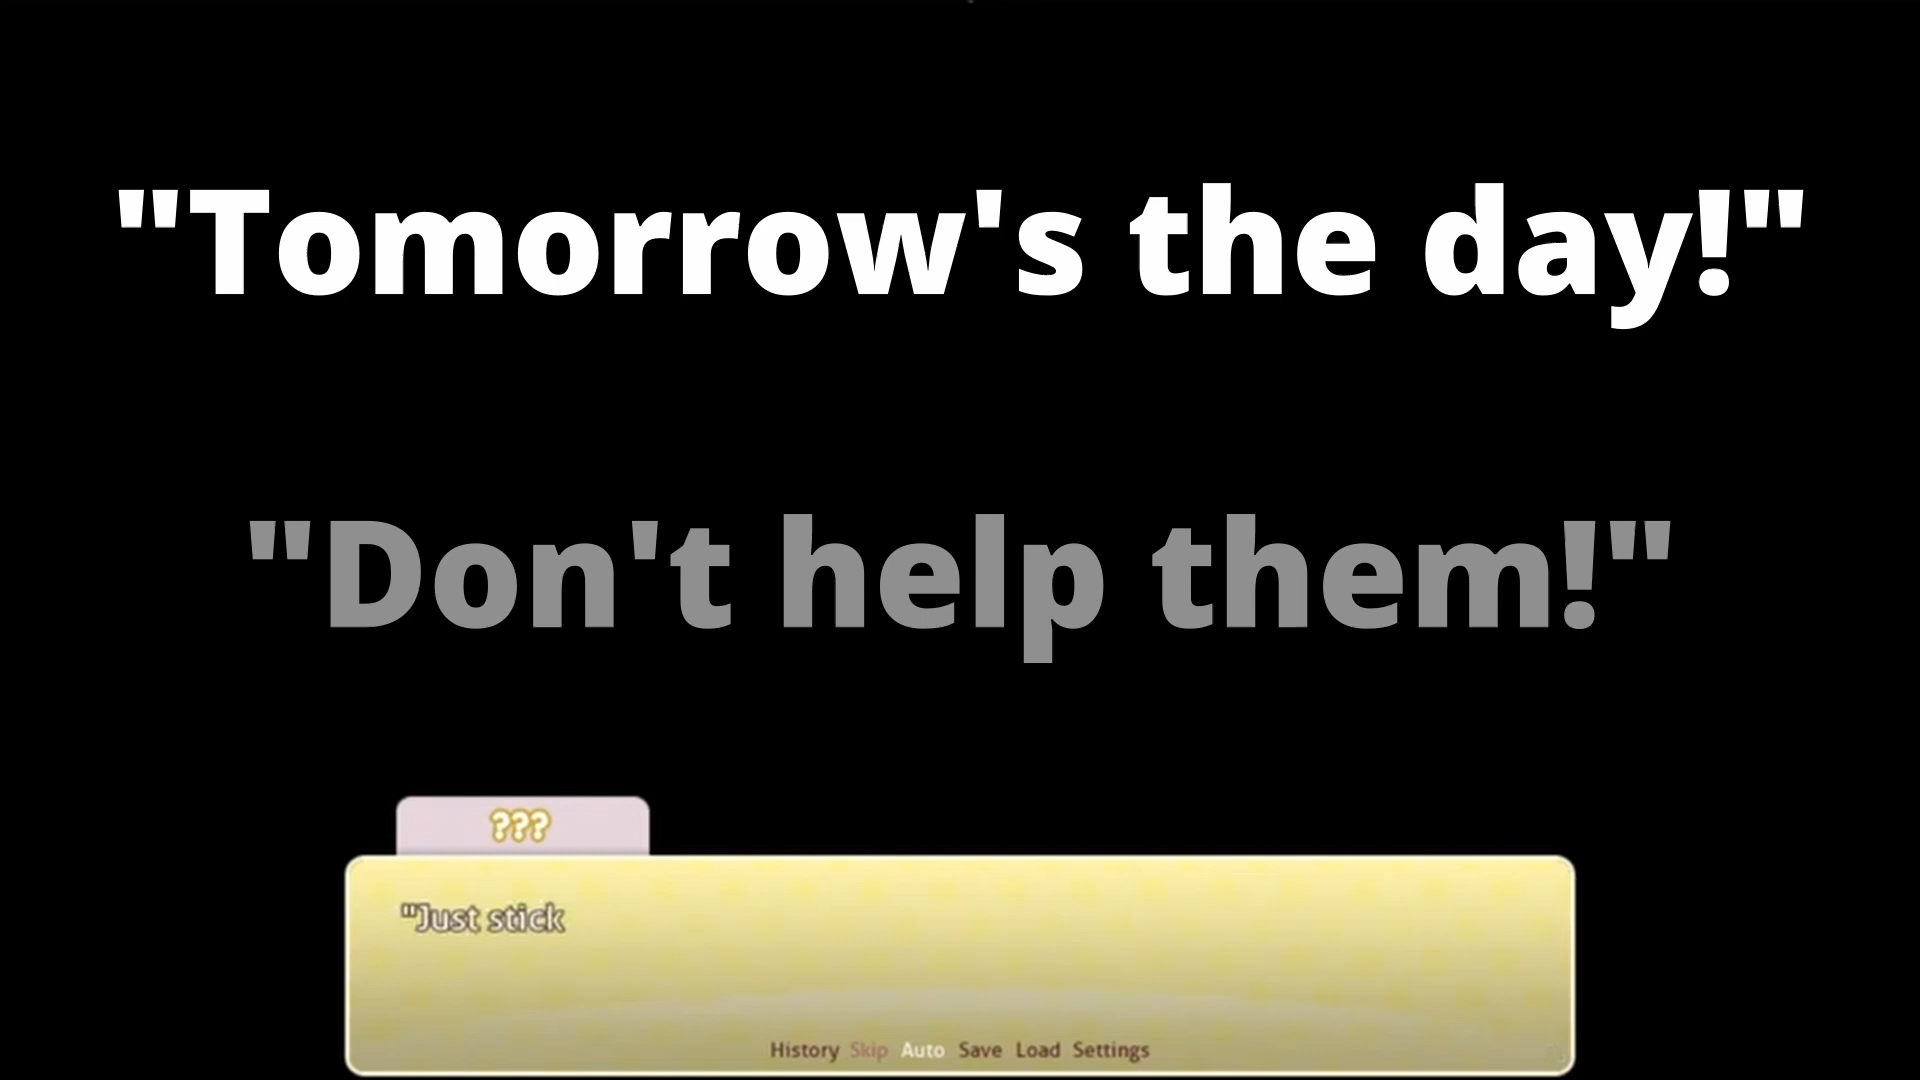 "Tomorrow's the day!"
"Don't help them!"
???
"Just stick
History Skip Auto Save Load Settings